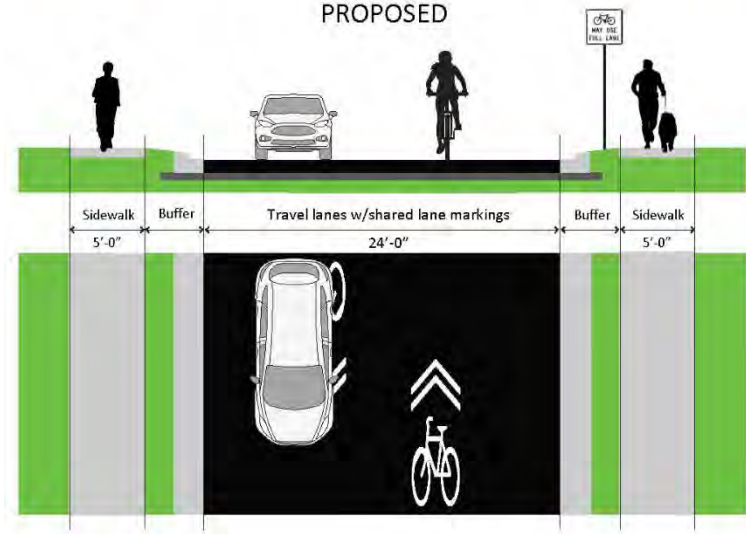 PROPOSED
MAY USE
FULL LANE
Sidewalk
Buffer
Travel lanes w/shared lane markings
Buffer
Sidewalk
5'-0"
24'-0"
5'-0"